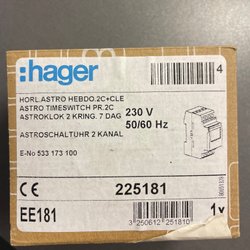 :hager
4
HORL.ASTRO HEBDO.2C+CLE
ASTRO TIMESWITCH PR.2C
ASTROKLOK 2 KRING. 7 DAG
230 V
50/60 Hz
ASTROSCHALTUHR 2 KANAL
E-No 533 173 100
CE
225181
EE181
1v
3 250612 251810